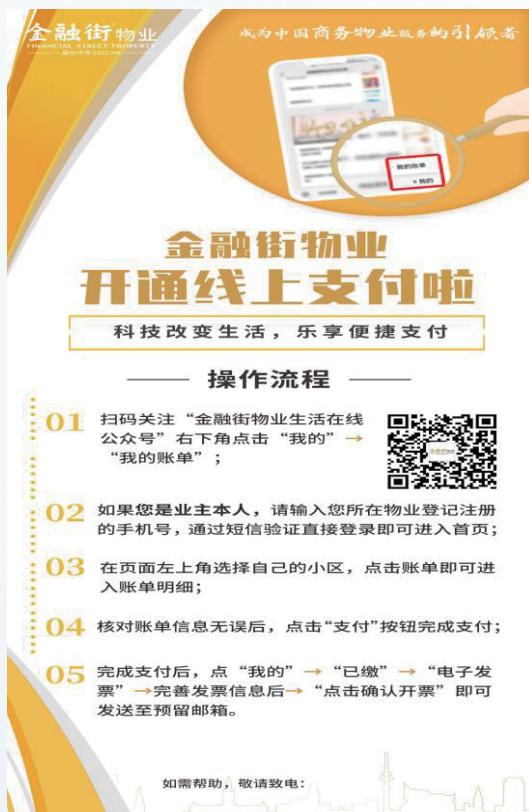 金融街物业
FINANCIAL STREET PROPERTY
股份代号:1502.HK
成为中国商务物业服务的引领者
我的账单
我的
金融街物业
开通线上支付啦
科技改变生活，乐享便捷支付
操作流程
01 扫码关注“金融街物业生活在线
公众号”右下角点击“我的”→
“我的账单”；
02 如果您是业主本人，请输入您所在物业登记注册
的手机号，通过短信验证直接登录即可进入首页；
03 在页面左上角选择自己的小区，点击账单即可进
入账单明细；
04 核对账单信息无误后，点击“支付”按钮完成支付；
05 完成支付后，点“我的”→“已缴”→“电子发
票”→完善发票信息后→“点击确认开票”即可
发送至预留邮箱。
如需帮助，敬请致电：